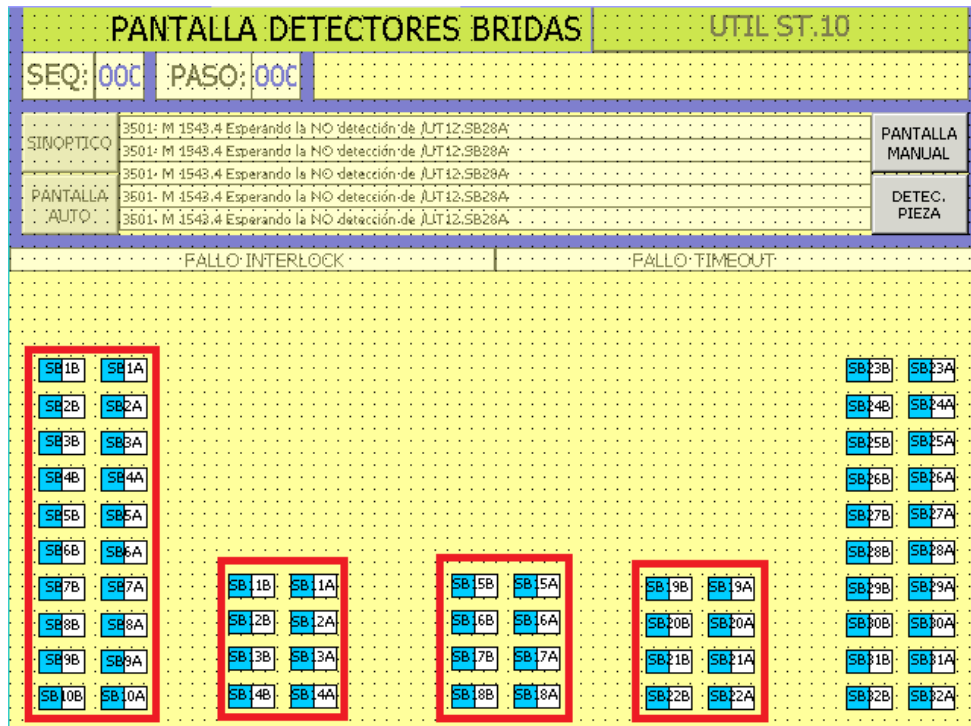 PANTALLA DETECTORES BRIDAS UTIL ST.10
SEQ: 000 PASO: 000
SINOPTICO
PANTALLA AUTO
3501- M 1543.4 Esperando la NO detección de /UT12.SB28A
3501- M 1543.4 Esperando la NO detección de /UT12.SB28A
3501- M 1543.4 Esperando la NO detección de /UT12.SB28A
3501- M 1543.4 Esperando la NO detección de /UT12.SB28A
3501- M 1543.4 Esperando la NO detección de /UT12.SB28A
PANTALLA
MANUAL
DETEC.
PIEZA
FALLO INTERLOCK FALLO TIMEOUT
SB1B SB1A SB23B SB23A
SB2B SB2A SB24B SB24A
SB3B SB3A SB25B SB25A
SB4B SB4A SB26B SB26A
SB5B SB5A SB27B SB27A
SB6B SB6A SB28B SB28A
SB7B SB7A SB11B SB11A SB15B SB15A SB19B SB19A SB29B SB29A
SB8B SB8A SB12B SB12A SB16B SB16A SB20B SB20A SB30B SB30A
SB9B SB9A SB13B SB13A SB17B SB17A SB21B SB21A SB31B SB31A
SB10B SB10A SB14B SB14A SB18B SB18A SB22B SB22A SB32B SB32A